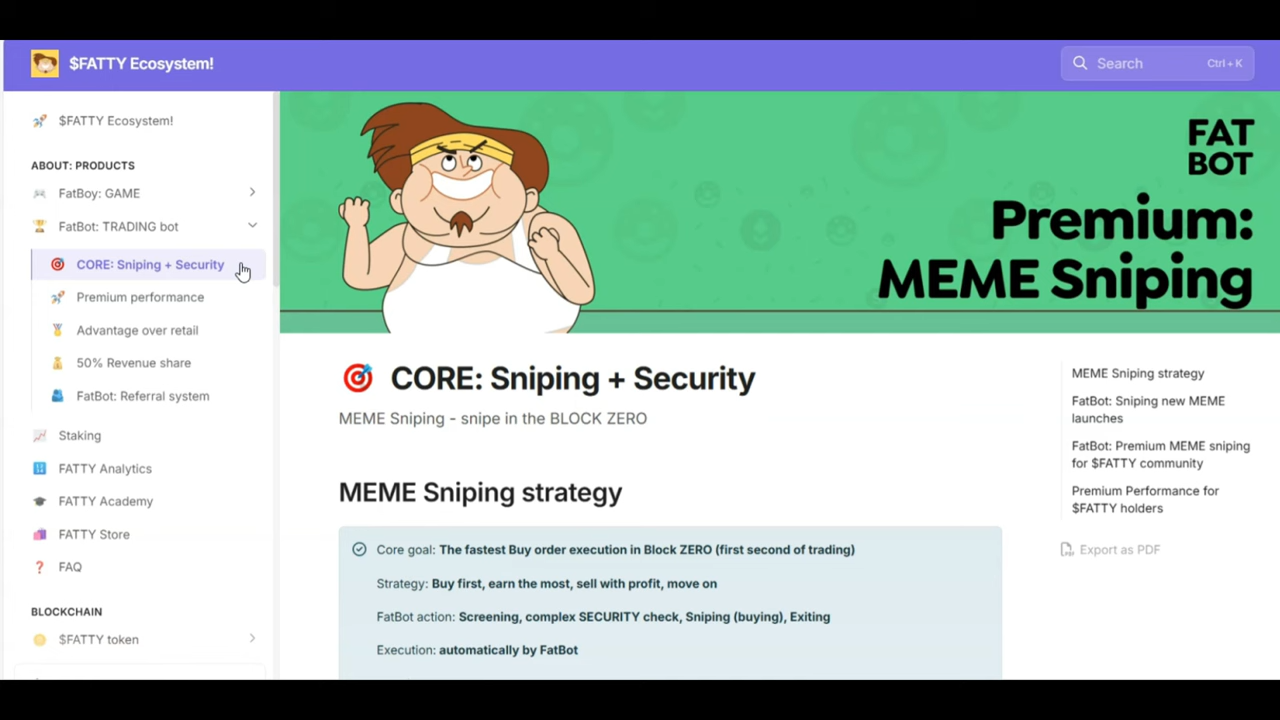 $FATTY Ecosystem!
Search
Ctrl + K
$FATTY Ecosystem!
ABOUT: PRODUCTS
FatBoy: GAME
FatBot: TRADING bot
CORE: Sniping + Security
Premium performance
Advantage over retail
50% Revenue share
FatBot: Referral system
Staking
FATTY Analytics
FATTY Academy
FATTY Store
FAQ
BLOCKCHAIN
$FATTY token
FAT
BOT
Premium:
MEME Sniping
CORE: Sniping + Security
MEME Sniping - snipe in the BLOCK ZERO
MEME Sniping strategy
Core goal: The fastest Buy order execution in Block ZERO (first second of trading)
Strategy: Buy first, earn the most, sell with profit, move on
FatBot action: Screening, complex SECURITY check, Sniping (buying), Exiting
Execution: automatically by FatBot
MEME Sniping strategy
FatBot: Sniping new MEME
launches
FatBot: Premium MEME sniping
for $FATTY community
Premium Performance for
$FATTY holders
Export as PDF